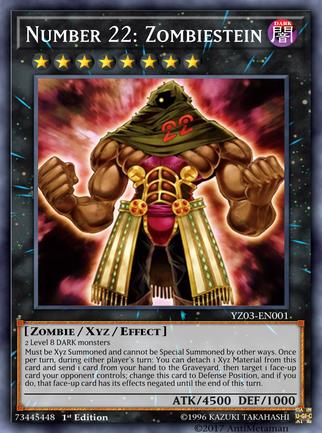 Number 22: Zombiestein
DARK
闇
22
YZ03-EN001
[Zombie / Xyz / Effect]
2 Level 8 DARK monsters
Must be Xyz Summoned and cannot be Special Summoned by other ways. Once
per turn, during either player's turn: You can detach 1 Xyz Material from this
card and send 1 card from your hand to the Graveyard, then target 1 face-up
card your opponent controls; change this card to Defense Position, and if you
do, that face-up card has its effects negated until the end of this turn.
ATK/4500 DEF/1000
73445448 1st Edition ©1996 KAZUKI TAKAHASHI
©2017 AntiMetaman